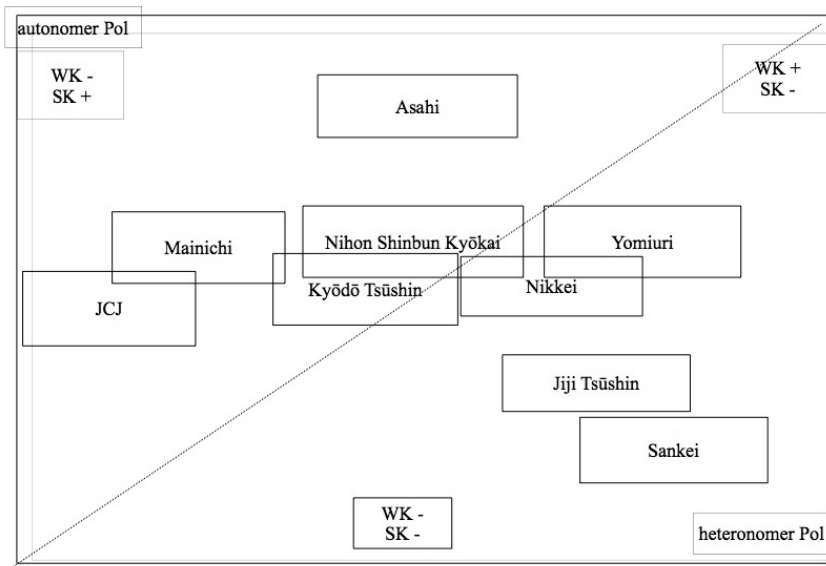 autonomer Pol
WK -
SK +
WK +
SK -
Asahi
Mainichi
Nihon Shinbun Kyōkai
Yomiuri
JCJ
Kyōdō Tsūshin
Nikkei
Jiji Tsūshin
Sankei
WK -
SK -
heteronomer Pol